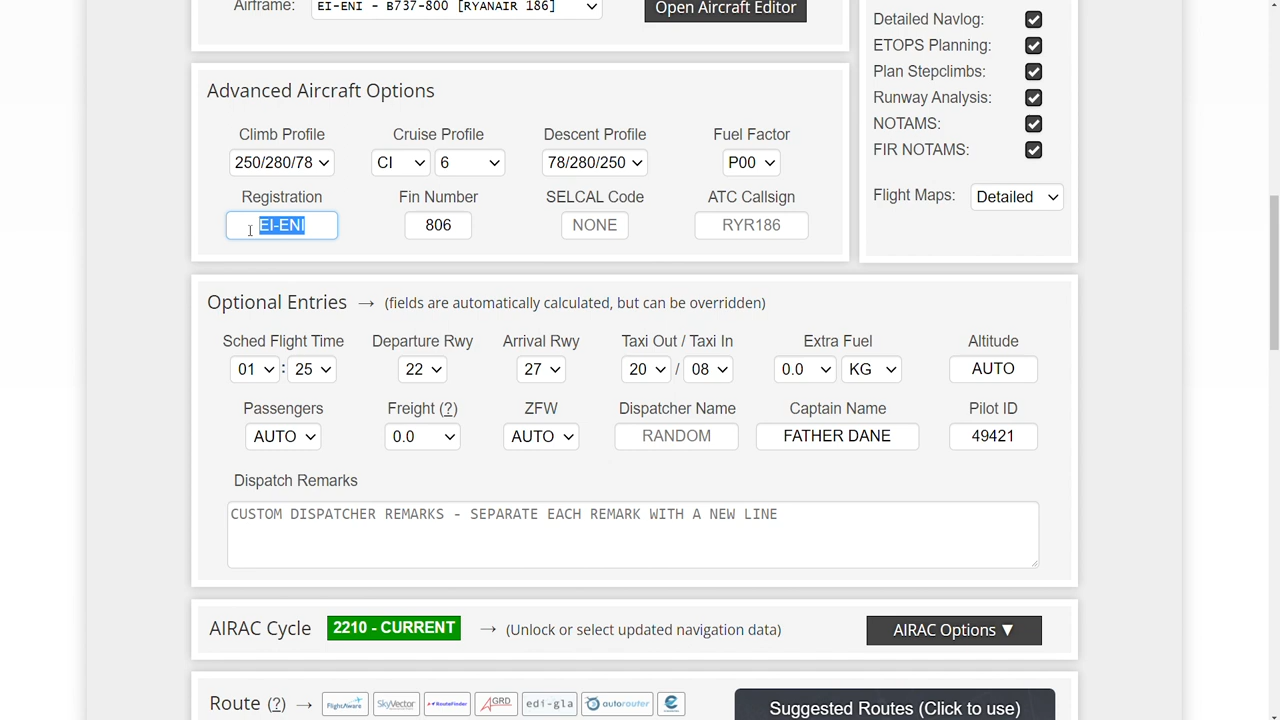 Airframe: EI-ENI - B737-800 [RYANAIR 186] Open Aircraft Editor
Detailed Navlog:
ETOPS Planning:
Plan Stepclimbs:
Runway Analysis:
NOTAMS:
FIR NOTAMS:
Flight Maps: Detailed
Advanced Aircraft Options
Climb Profile Cruise Profile Descent Profile Fuel Factor
250/280/78 CI 6 78/280/250 P00
Registration Fin Number SELCAL Code ATC Callsign
EI-ENI 806 NONE RYR186
Optional Entries → (fields are automatically calculated, but can be overridden)
Sched Flight Time Departure Rwy Arrival Rwy Taxi Out / Taxi In Extra Fuel Altitude
01 : 25 22 27 20 / 08 0.0 KG AUTO
Passengers Freight (?) ZFW Dispatcher Name Captain Name Pilot ID
AUTO 0.0 AUTO RANDOM FATHER DANE 49421
Dispatch Remarks
CUSTOM DISPATCHER REMARKS - SEPARATE EACH REMARK WITH A NEW LINE
AIRAC Cycle 2210 - CURRENT → (Unlock or select updated navigation data) AIRAC Options ▼
Route (?) → FlightAware SkyVector RouteFinder AGRD edi-gla autorouter Suggested Routes (Click to use)